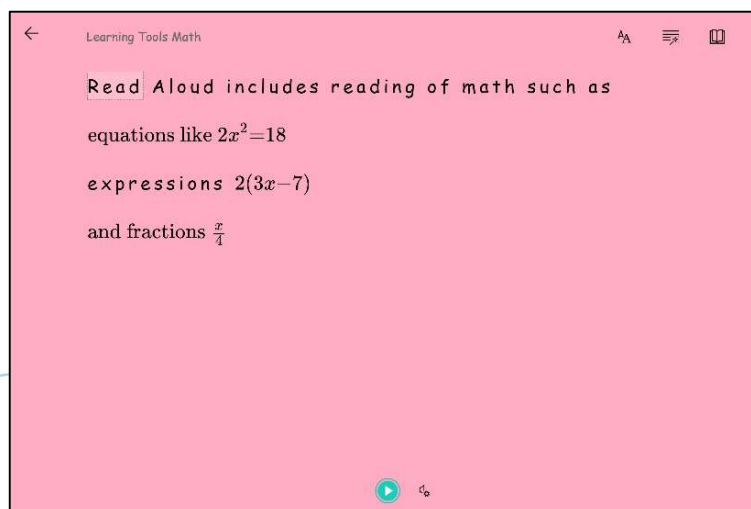 Learning Tools Math
Read Aloud includes reading of math such as
equations like 2x²=18
expressions 2(3x−7)
and fractions x/4